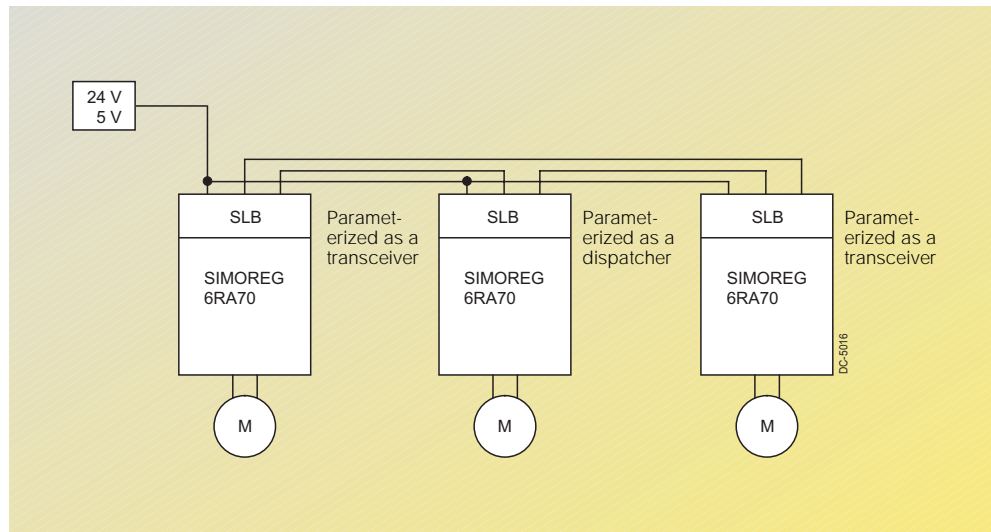 24 V
5 V
SLB
SIMOREG
6RA70
M
Paramet-
erized as a
transceiver
SLB
SIMOREG
6RA70
M
Paramet-
erized as a
dispatcher
SLB
SIMOREG
6RA70
M
Paramet-
erized as a
transceiver
DC-5016